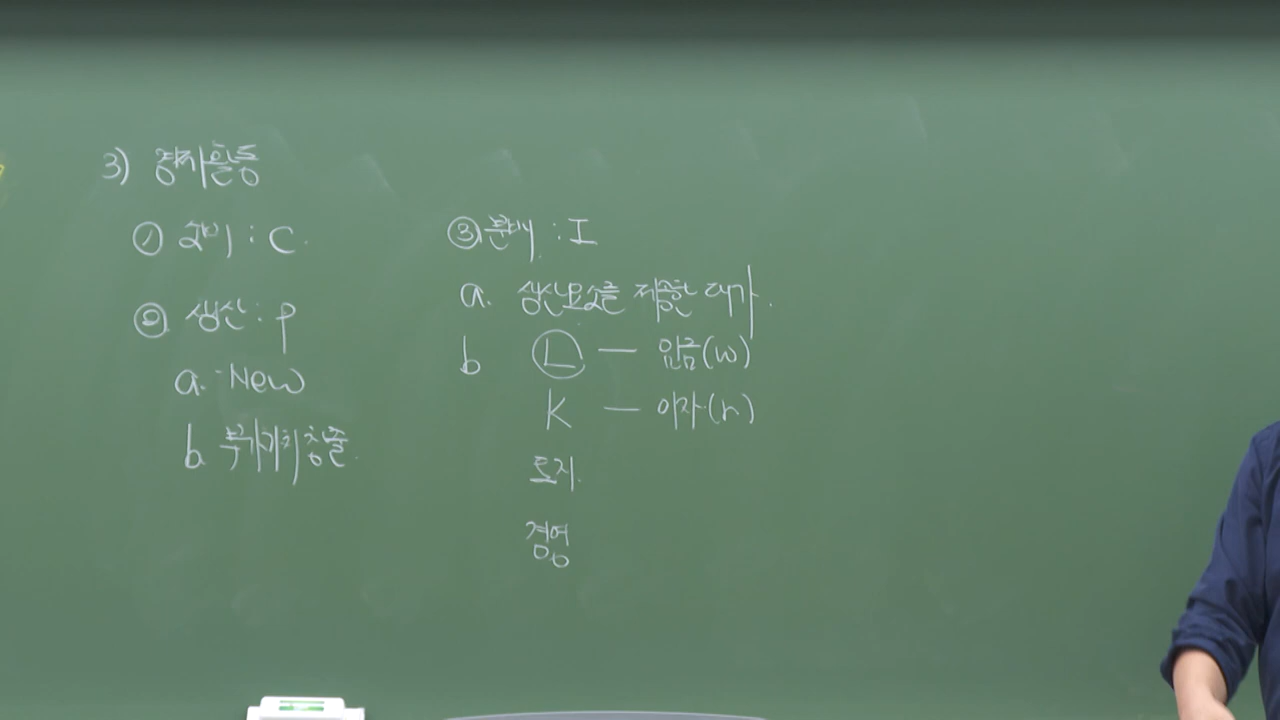 3) 경제활동
① 소비 : C.
② 생산 : P
a. New
b. 부가가치 창출.
③ 분배 : I
a. 생산요소를 제공한 대가.
b Ⓛ — 임금(w)
K — 이자(r)
토지.
경영